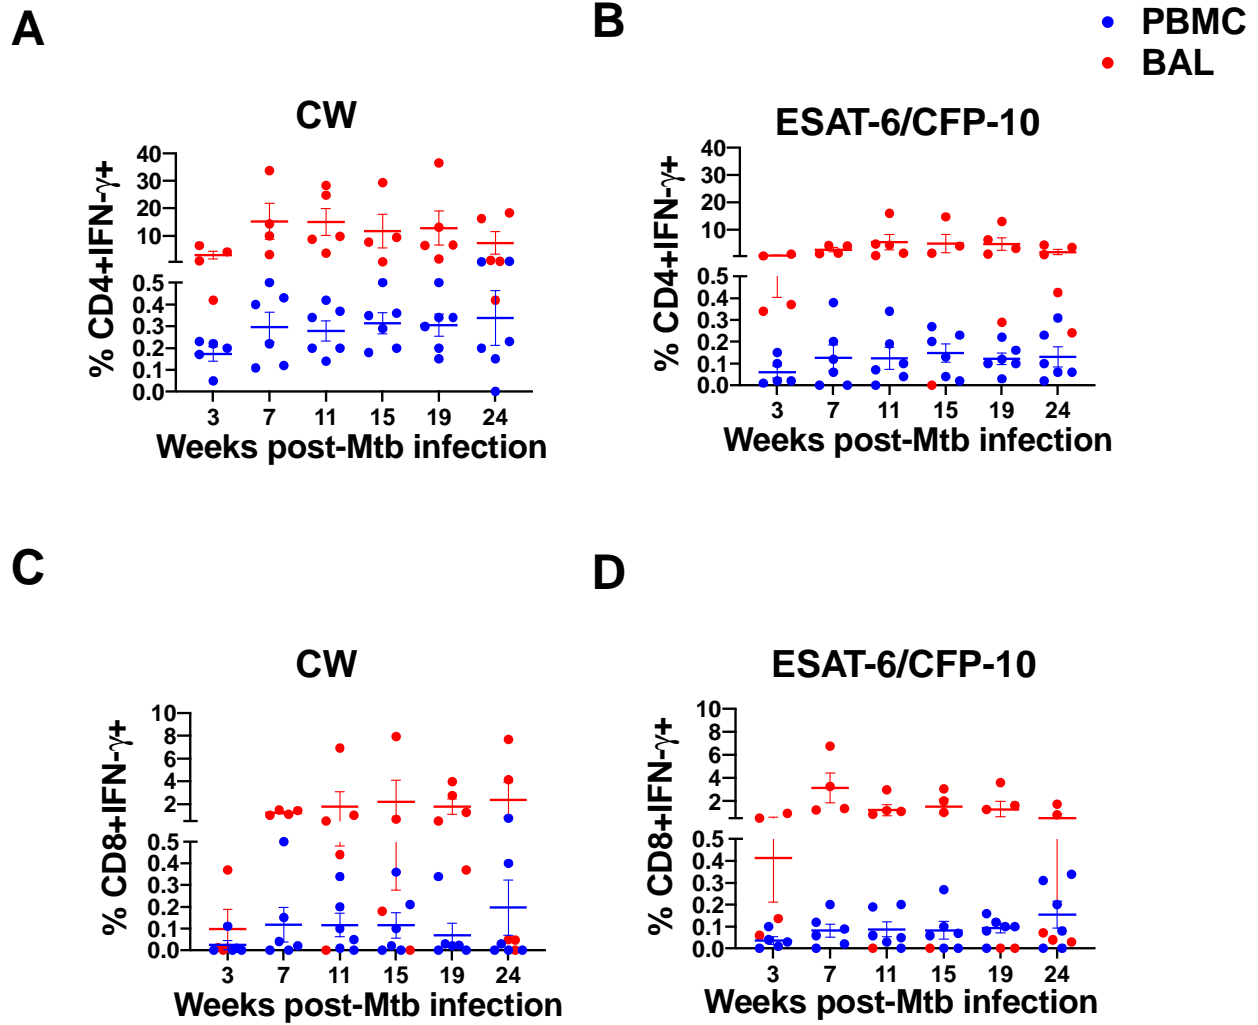 A
B
PBMC
BAL
CW
% CD4+IFN-γ+
40
30
20
10
0.5
0.4
0.3
0.2
0.1
0.0
3 7 11 15 19 24
Weeks post-Mtb infection
ESAT-6/CFP-10
% CD4+IFN-γ+
40
30
20
10
0.5
0.4
0.3
0.2
0.1
0.0
3 7 11 15 19 24
Weeks post-Mtb infection
C
D
CW
% CD8+IFN-γ+
10
8
6
4
2
0.5
0.4
0.3
0.2
0.1
0.0
3 7 11 15 19 24
Weeks post-Mtb infection
ESAT-6/CFP-10
% CD8+IFN-γ+
10
8
6
4
2
0.5
0.4
0.3
0.2
0.1
0.0
3 7 11 15 19 24
Weeks post-Mtb infection